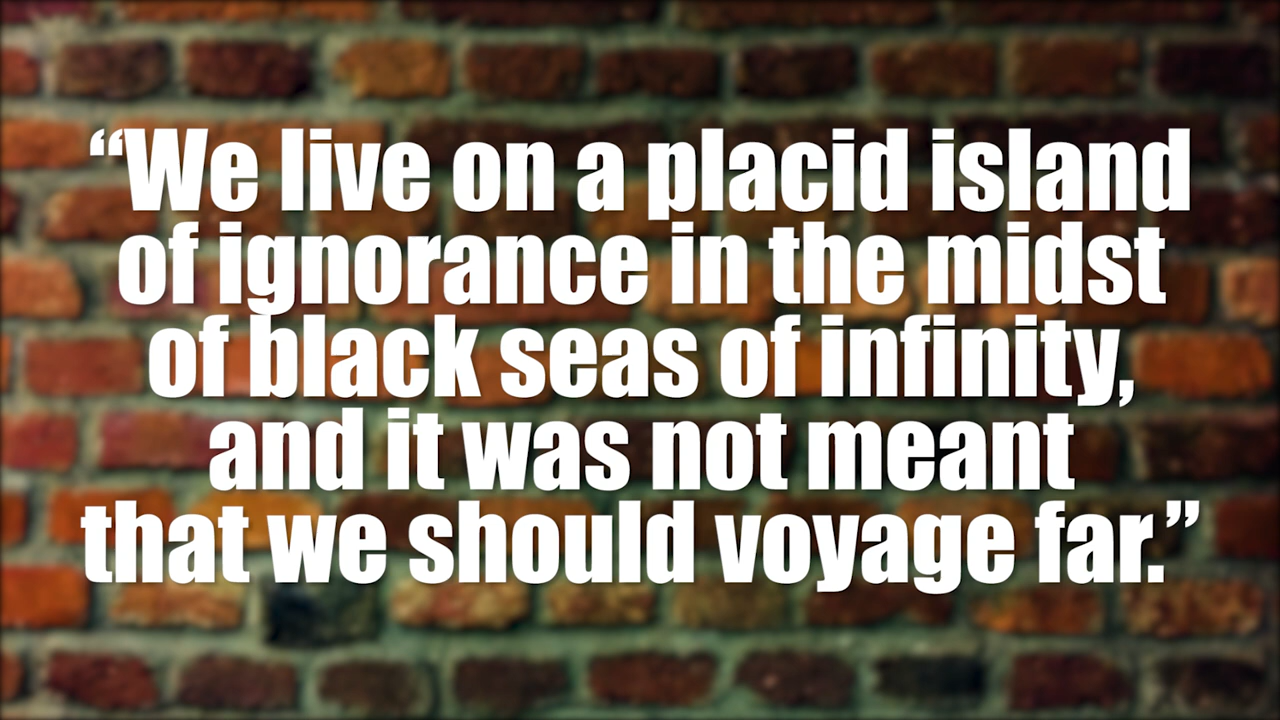 “We live on a placid island
of ignorance in the midst
of black seas of infinity,
and it was not meant
that we should voyage far.”